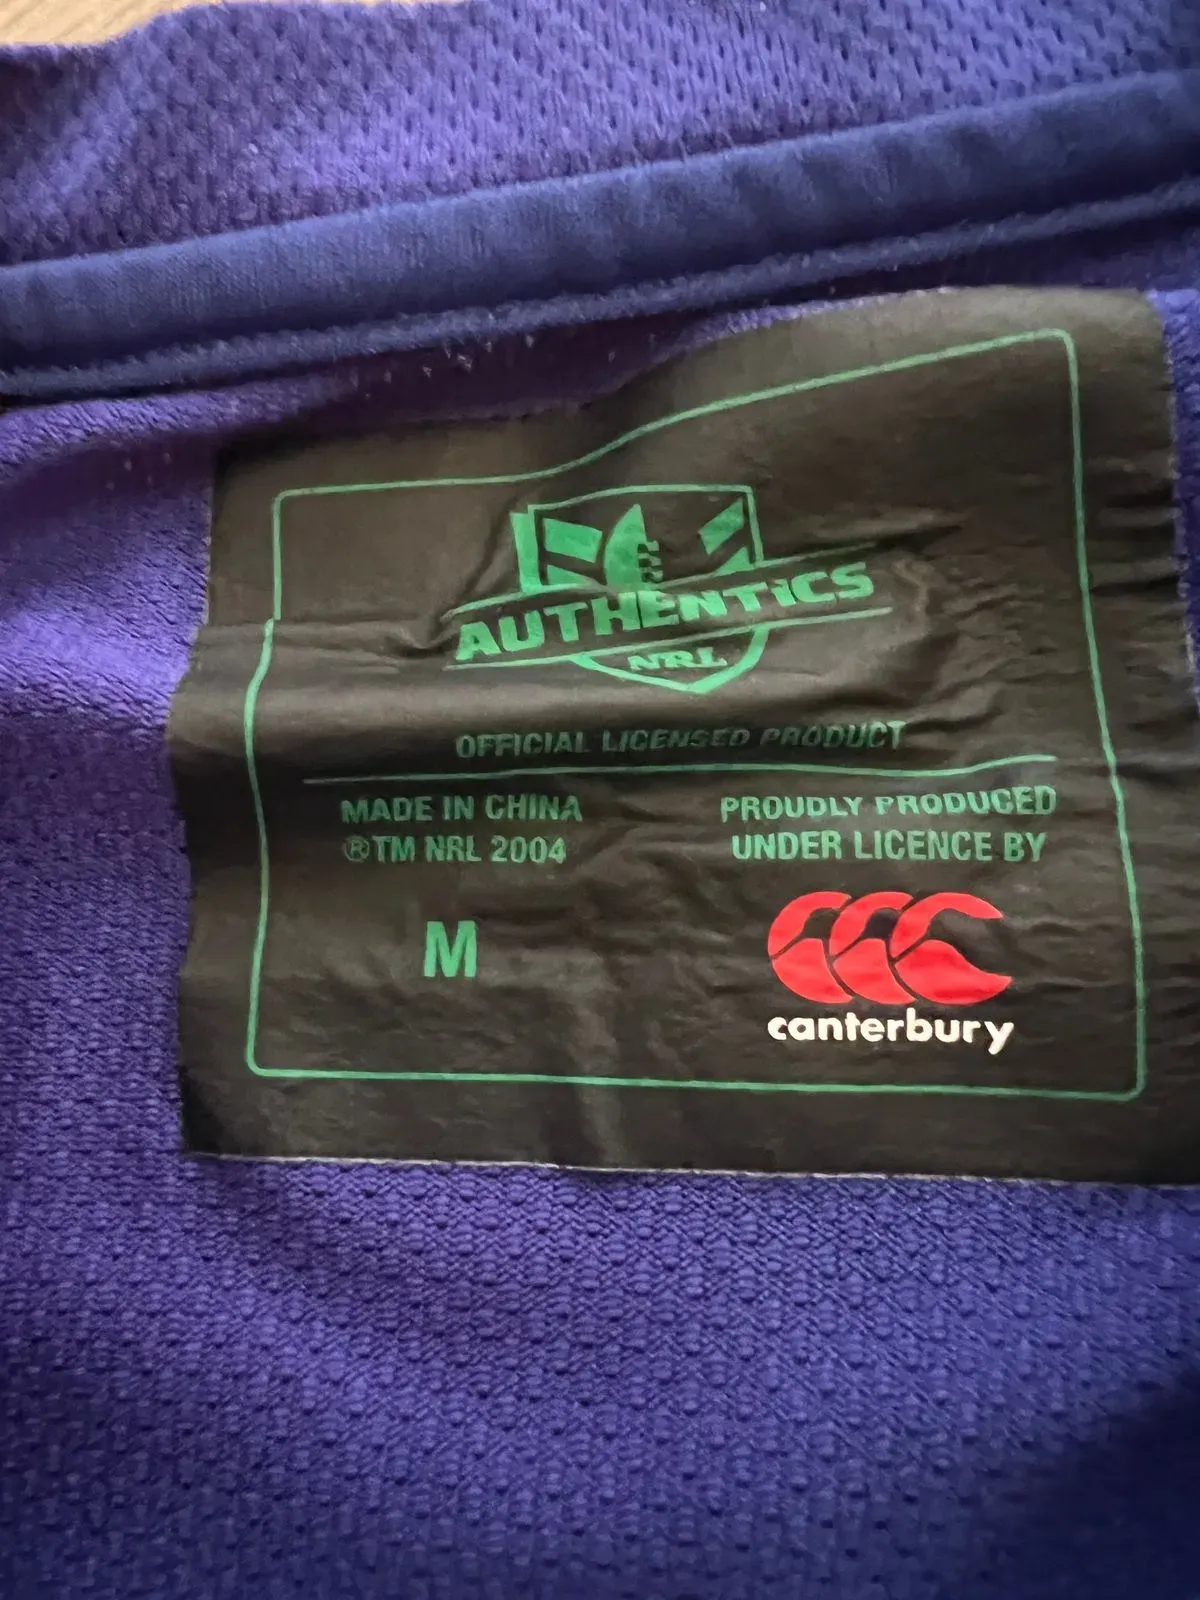 AUTHENTICS
NRL
OFFICIAL LICENSED PRODUCT
MADE IN CHINA
®TM NRL 2004
M
PROUDLY PRODUCED
UNDER LICENCE BY
canterbury